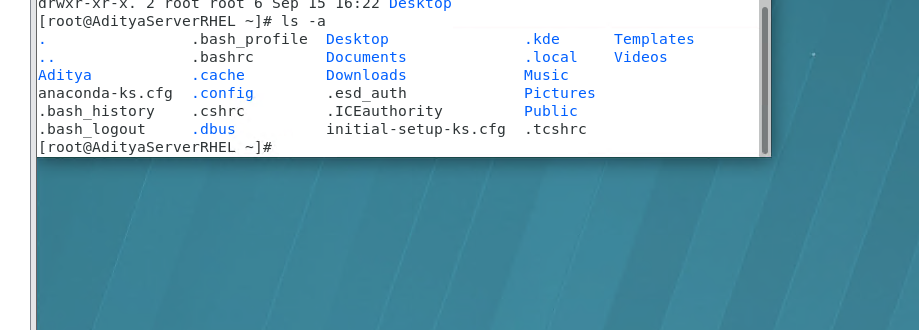 drwxr-xr-x. 2 root root 6 Sep 15 16:22 Desktop
[root@AdityaServerRHEL ~]# ls -a
. .bash_profile Desktop .kde Templates
.. .bashrc Documents .local Videos
Aditya .cache Downloads Music
anaconda-ks.cfg .config .esd_auth Pictures
.bash_history .cshrc .ICEauthority Public
.bash_logout .dbus initial-setup-ks.cfg .tcshrc
[root@AdityaServerRHEL ~]#